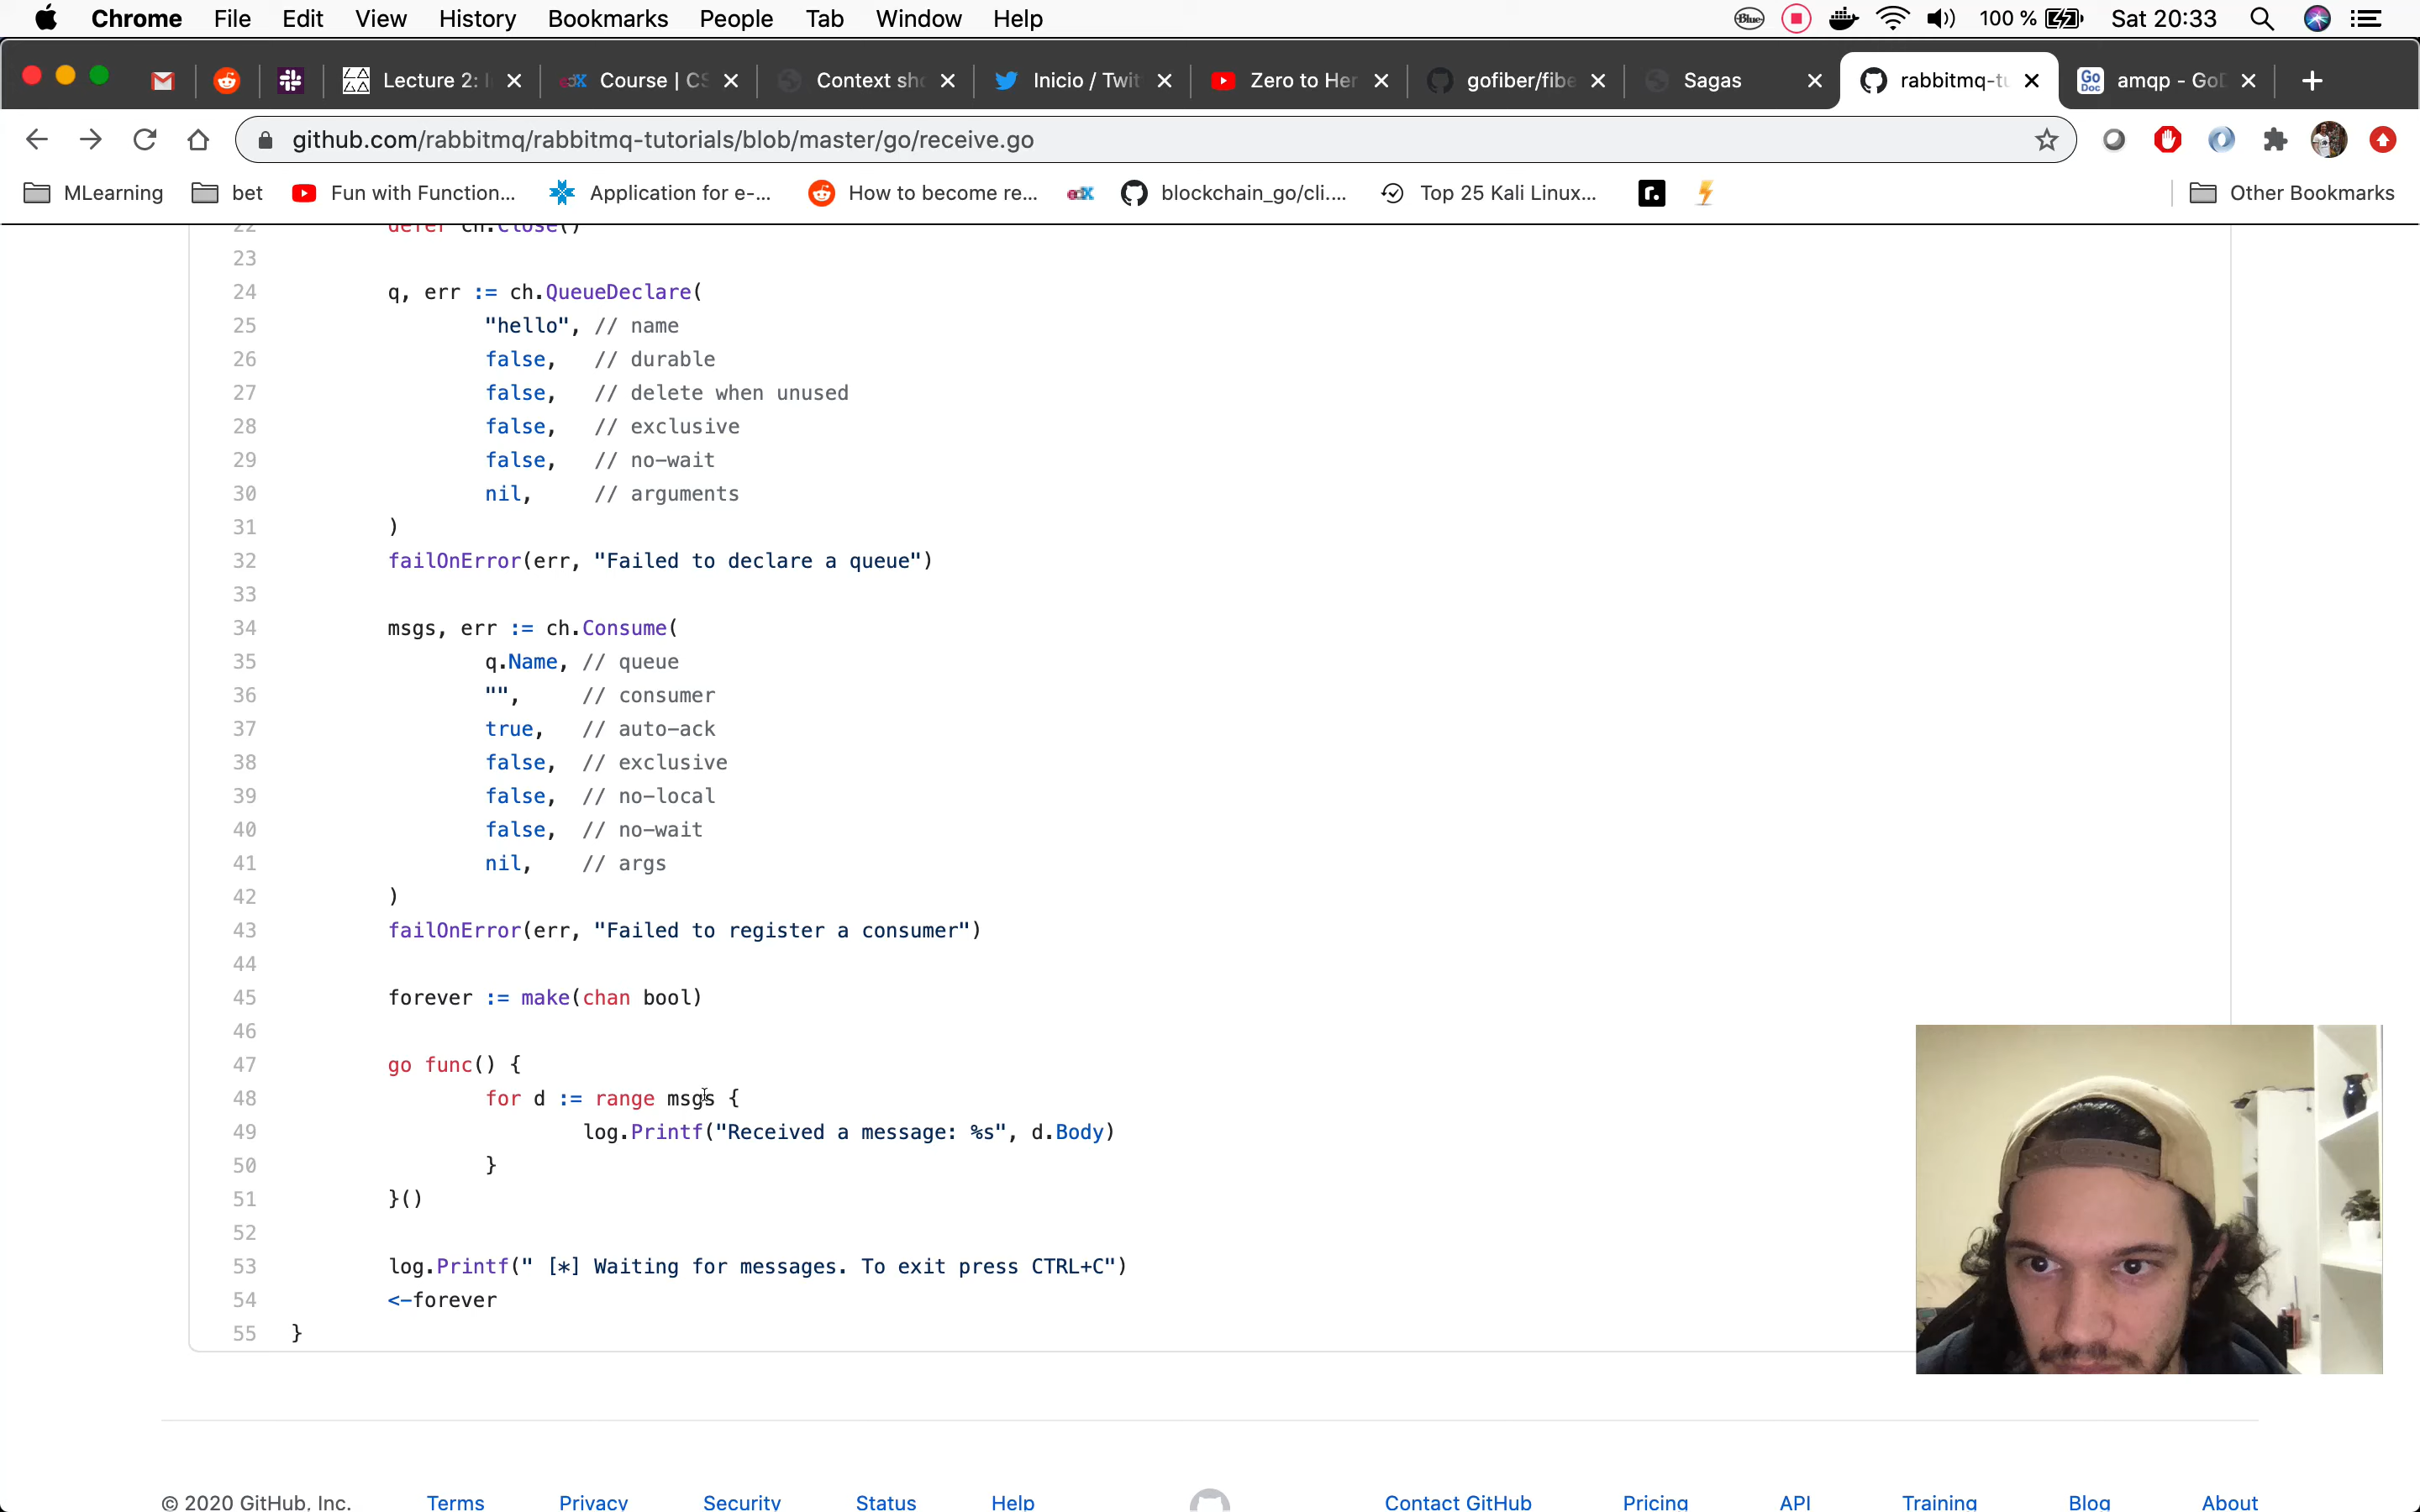 Chrome File Edit View History Bookmarks People Tab Window Help Blue 100 % Sat 20:33
Lecture 2: I Course | CS Context sho Inicio / Twit Zero to Her gofiber/fibe Sagas rabbitmq-tu Go Doc amqp - GoD
github.com/rabbitmq/rabbitmq-tutorials/blob/master/go/receive.go
MLearning bet Fun with Function... Application for e-... How to become re... edX blockchain_go/cli.... Top 25 Kali Linux... r. Other Bookmarks
22 defer ch.Close()
23
24 q, err := ch.QueueDeclare(
25 "hello", // name
26 false, // durable
27 false, // delete when unused
28 false, // exclusive
29 false, // no-wait
30 nil, // arguments
31 )
32 failOnError(err, "Failed to declare a queue")
33
34 msgs, err := ch.Consume(
35 q.Name, // queue
36 "", // consumer
37 true, // auto-ack
38 false, // exclusive
39 false, // no-local
40 false, // no-wait
41 nil, // args
42 )
43 failOnError(err, "Failed to register a consumer")
44
45 forever := make(chan bool)
46
47 go func() {
48 for d := range msgs {
49 log.Printf("Received a message: %s", d.Body)
50 }
51 }()
52
53 log.Printf(" [*] Waiting for messages. To exit press CTRL+C")
54 <-forever
55 }
© 2020 GitHub, Inc. Terms Privacy Security Status Help Contact GitHub Pricing API Training Blog About